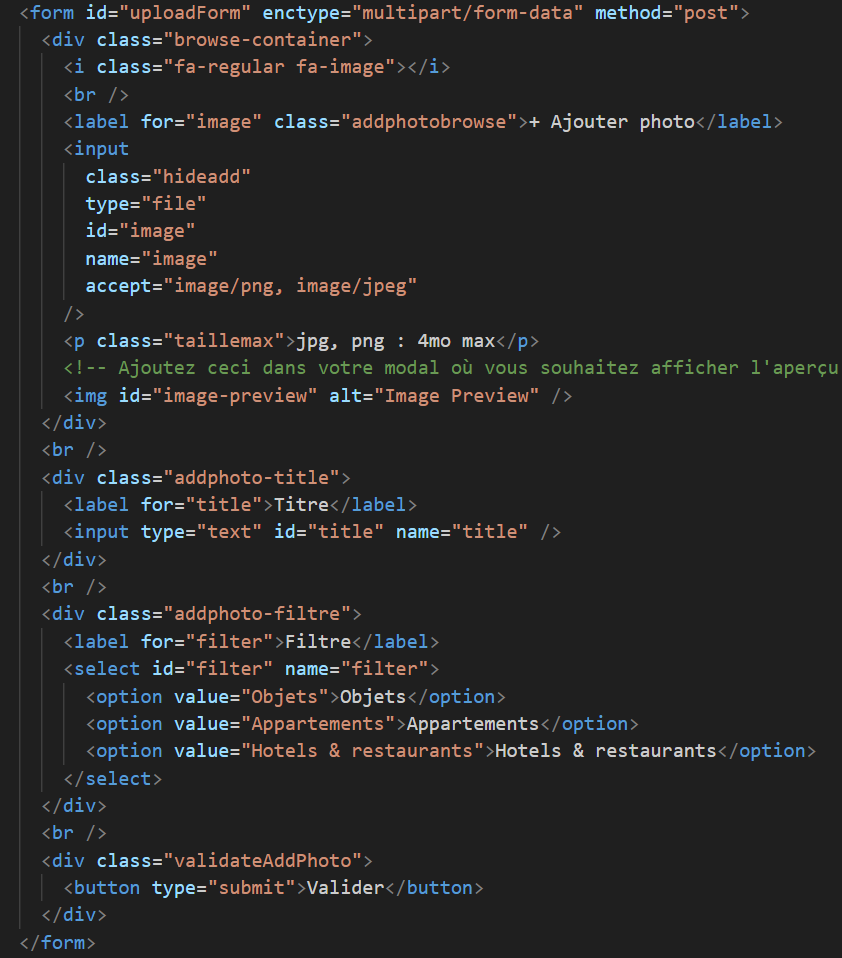 <form id="uploadForm" enctype="multipart/form-data" method="post">
<div class="browse-container">
<i class="fa-regular fa-image"></i>
<br />
<label for="image" class="addphotobrowse">+ Ajouter photo</label>
<input
class="hideadd"
type="file"
id="image"
name="image"
accept="image/png, image/jpeg"
/>
<p class="taillemax">jpg, png : 4mo max</p>
<!-- Ajoutez ceci dans votre modal où vous souhaitez afficher l'aperçu
<img id="image-preview" alt="Image Preview" />
</div>
<br />
<div class="addphoto-title">
<label for="title">Titre</label>
<input type="text" id="title" name="title" />
</div>
<br />
<div class="addphoto-filtre">
<label for="filter">Filtre</label>
<select id="filter" name="filter">
<option value="Objets">Objets</option>
<option value="Appartements">Appartements</option>
<option value="Hotels & restaurants">Hotels & restaurants</option>
</select>
</div>
<br />
<div class="validateAddPhoto">
<button type="submit">Valider</button>
</div>
</form>